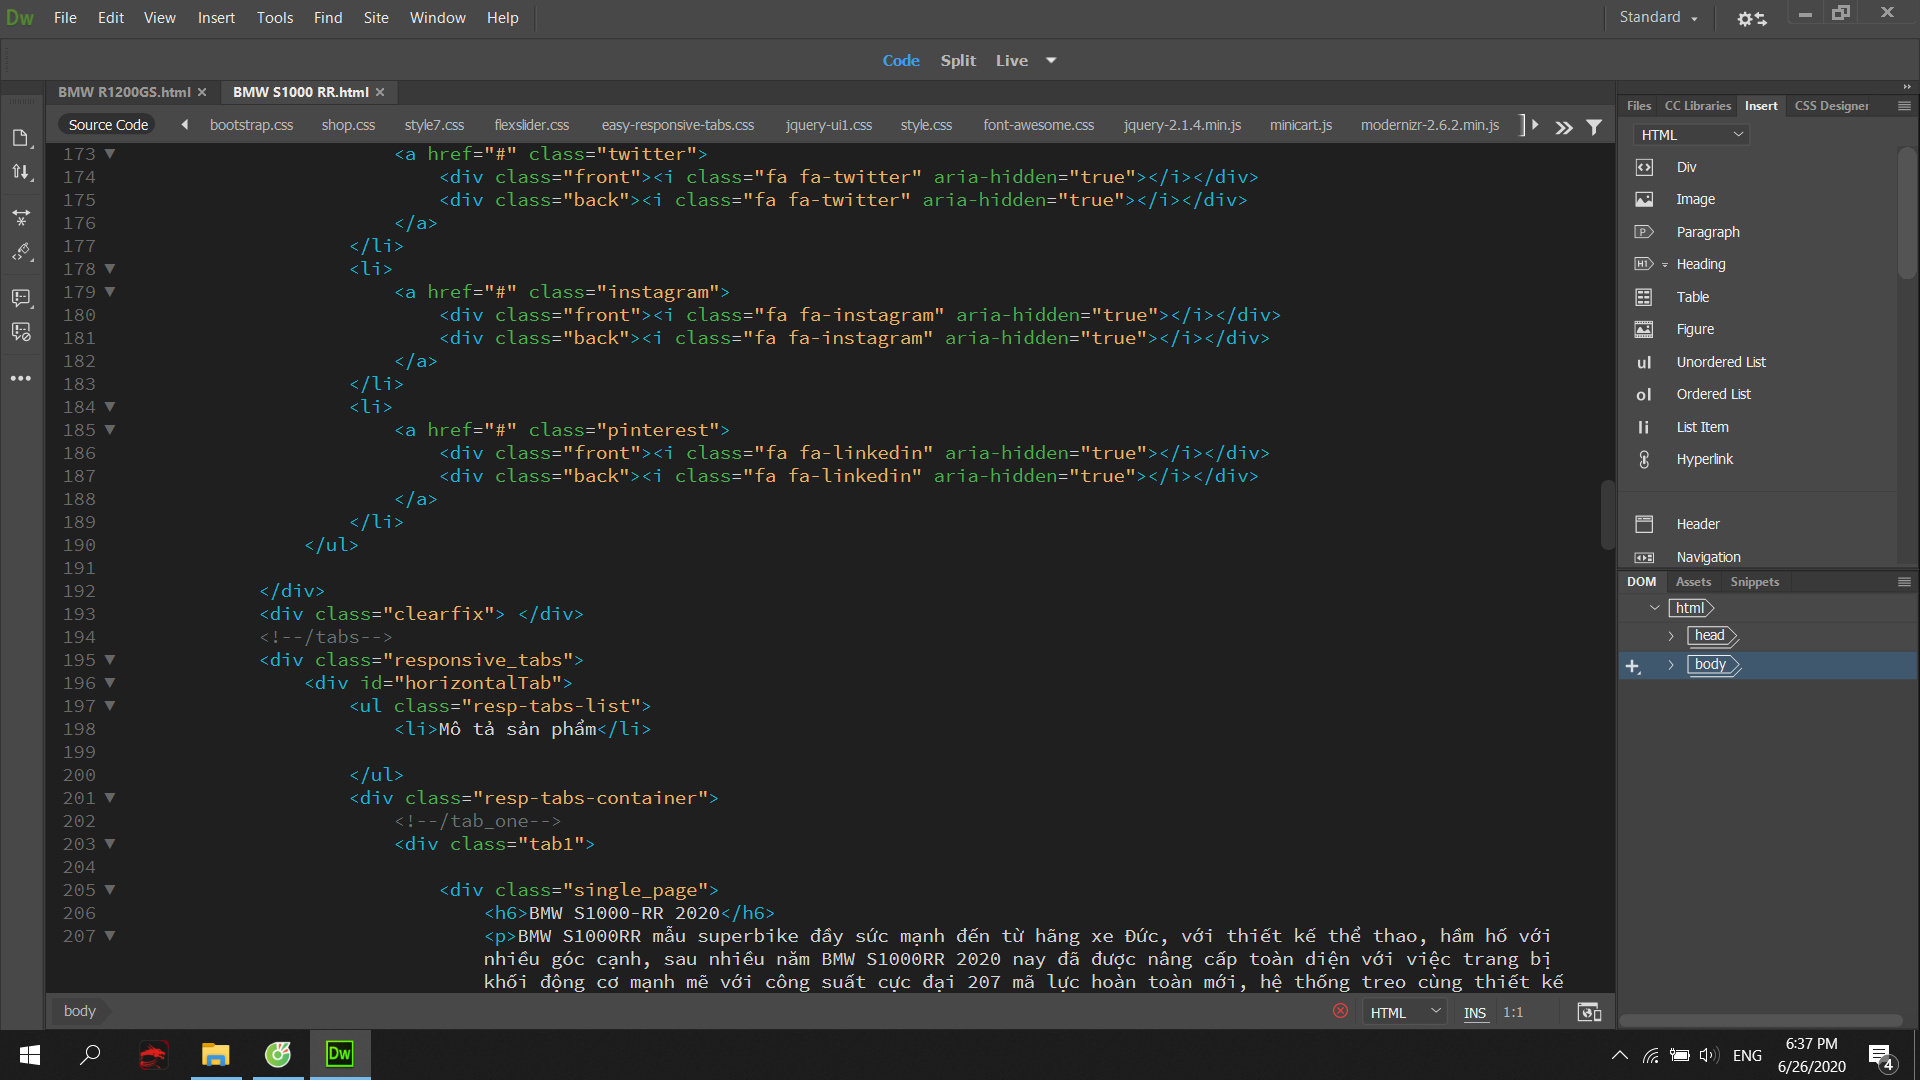 Dw File Edit View Insert Tools Find Site Window Help Standard
Code Split Live
BMW R1200GS.html BMW S1000 RR.html
Source Code bootstrap.css shop.css style7.css flexslider.css easy-responsive-tabs.css jquery-ui1.css style.css font-awesome.css jquery-2.1.4.min.js minicart.js modernizr-2.6.2.min.js
173 <a href="#" class="twitter">
174 <div class="front"><i class="fa fa-twitter" aria-hidden="true"></i></div>
175 <div class="back"><i class="fa fa-twitter" aria-hidden="true"></i></div>
176 </a>
177 </li>
178 <li>
179 <a href="#" class="instagram">
180 <div class="front"><i class="fa fa-instagram" aria-hidden="true"></i></div>
181 <div class="back"><i class="fa fa-instagram" aria-hidden="true"></i></div>
182 </a>
183 </li>
184 <li>
185 <a href="#" class="pinterest">
186 <div class="front"><i class="fa fa-linkedin" aria-hidden="true"></i></div>
187 <div class="back"><i class="fa fa-linkedin" aria-hidden="true"></i></div>
188 </a>
189 </li>
190 </ul>
191
192 </div>
193 <div class="clearfix"> </div>
194 <!--/tabs-->
195 <div class="responsive_tabs">
196 <div id="horizontalTab">
197 <ul class="resp-tabs-list">
198 <li>Mô tả sản phẩm</li>
199
200 </ul>
201 <div class="resp-tabs-container">
202 <!--/tab_one-->
203 <div class="tab1">
204
205 <div class="single_page">
206 <h6>BMW S1000-RR 2020</h6>
207 <p>BMW S1000RR mẫu superbike đầy sức mạnh đến từ hãng xe Đức, với thiết kế thể thao, hầm hố với
nhiều góc cạnh, sau nhiều năm BMW S1000RR 2020 nay đã được nâng cấp toàn diện với việc trang bị
khối động cơ mạnh mẽ với công suất cực đại 207 mã lực hoàn toàn mới, hệ thống treo cùng thiết kế
body HTML INS 1:1
Files CC Libraries Insert CSS Designer
HTML
Div
Image
P Paragraph
H1 Heading
Table
Figure
ul Unordered List
ol Ordered List
li List Item
Hyperlink
Header
Navigation
DOM Assets Snippets
html
head
body
Dw ENG 6:37 PM
6/26/2020 4